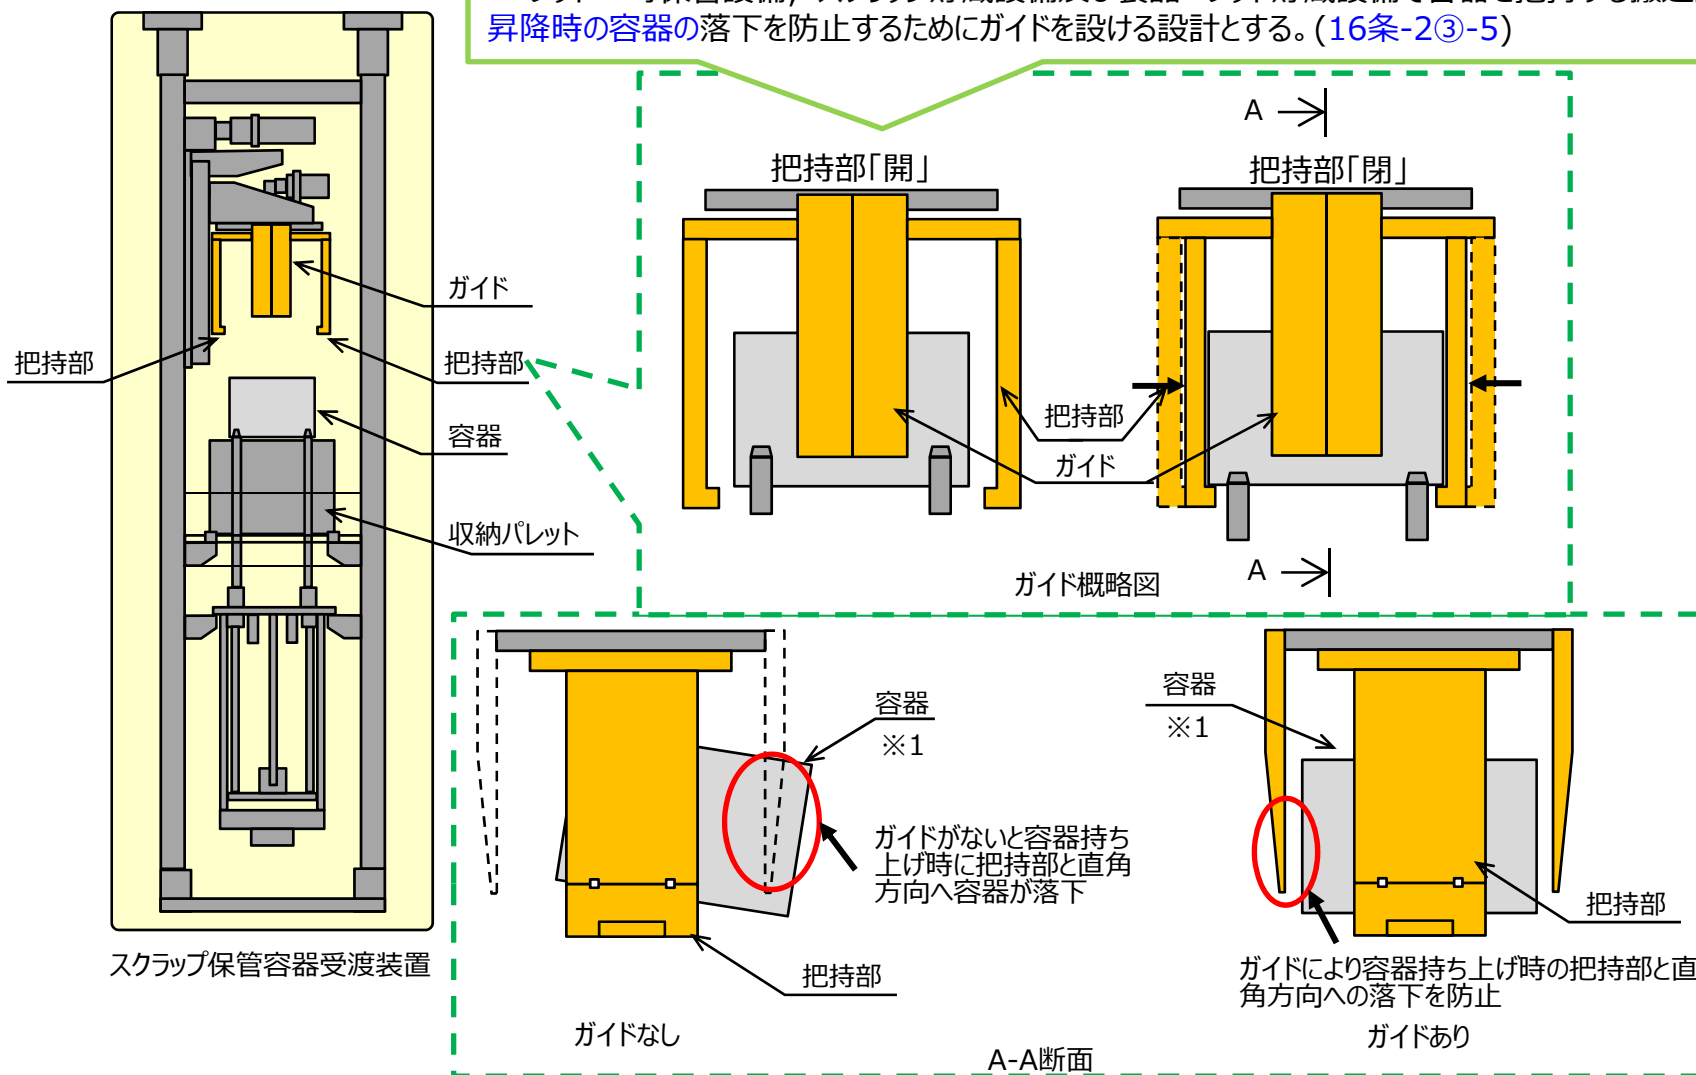 昇降時の容器の落下を防止するためにガイドを設ける設計とする。(16条-2③-5)
A
把持部「開」
把持部「閉」
ガイド
把持部
把持部
容器
収納パレット
把持部
ガイド
ガイド概略図
A
スクラップ保管容器受渡装置
容器
※1
ガイドがないと容器持ち
上げ時に把持部と直角
方向へ容器が落下
把持部
ガイドなし
容器
※1
把持部
ガイドにより容器持ち上げ時の把持部と直
角方向への落下を防止
ガイドあり
A-A断面